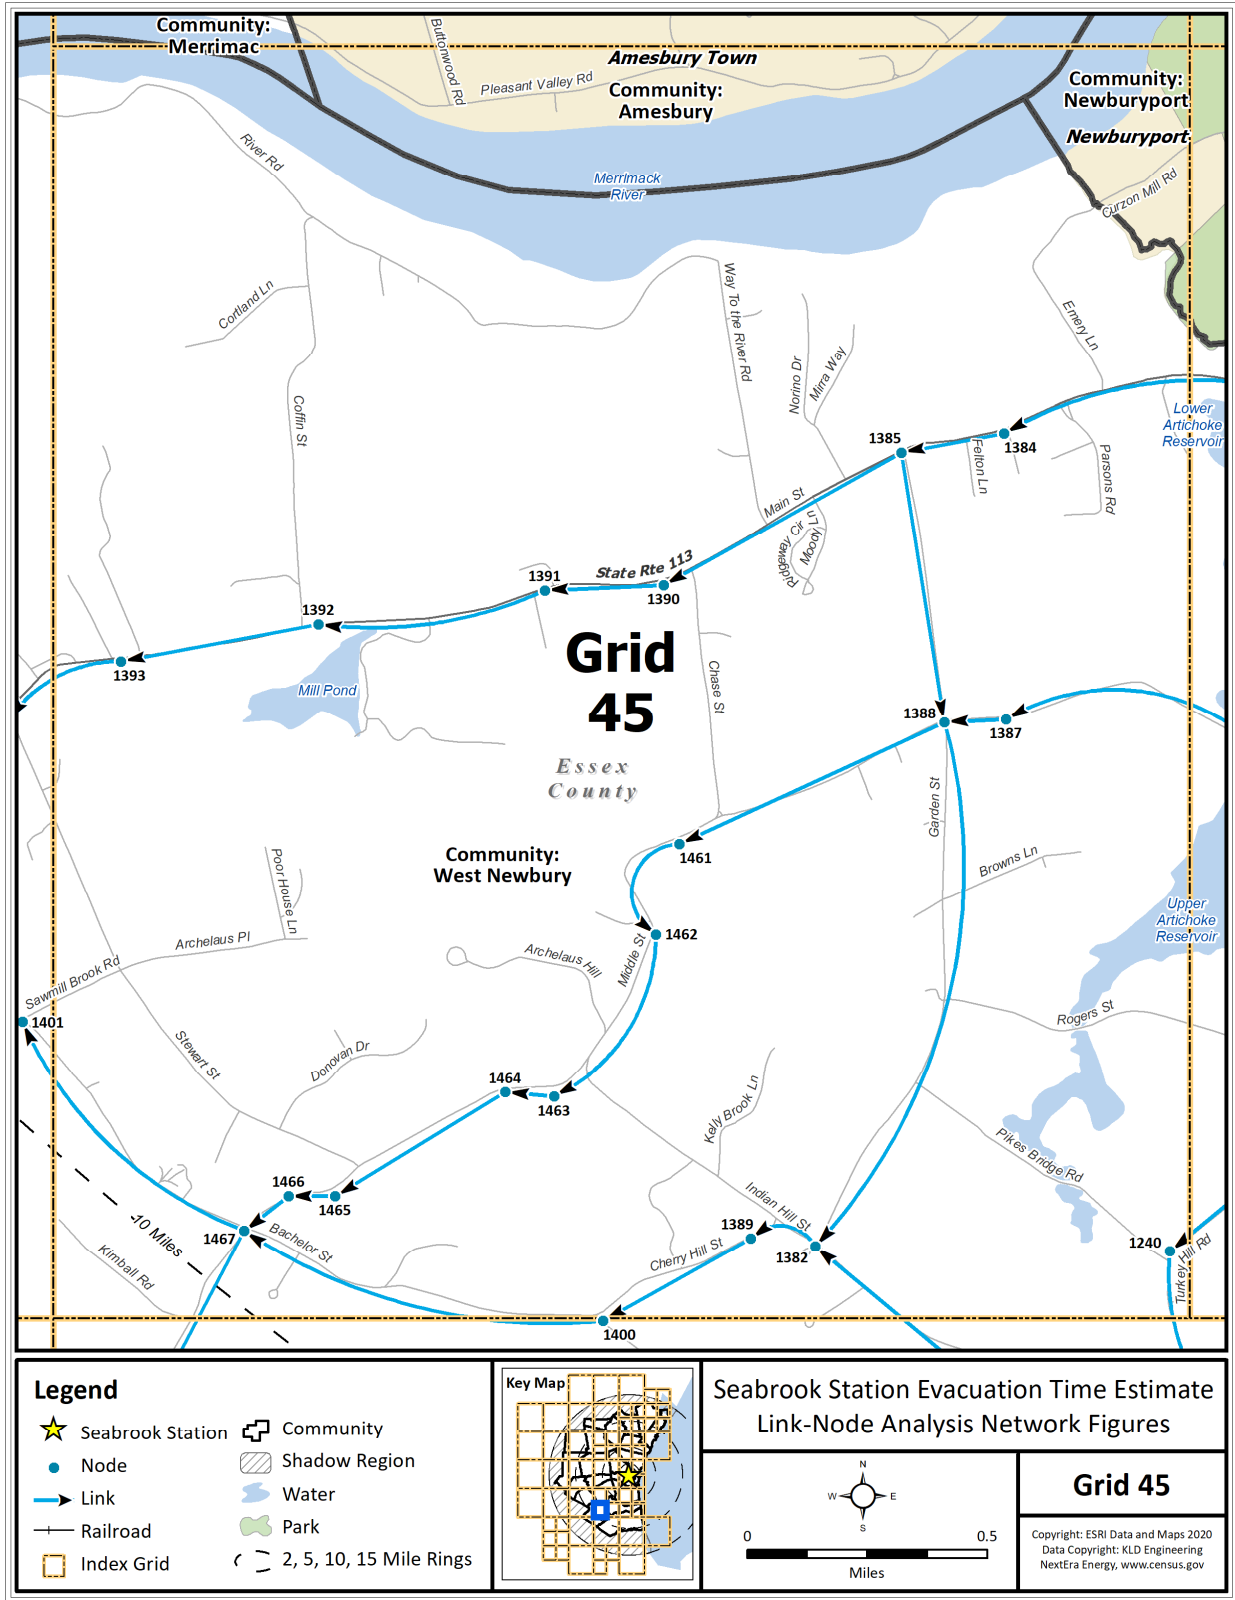 Community:
Merrimac
Buttonwood Rd
Pleasant Valley Rd
Amesbury Town
Community:
Amesbury
Community:
Newburyport
Newburyport
River Rd
Merrimack
River
Curzon Mill Rd
Cortland Ln
Way To the River Rd
Emery Ln
Norino Dr
Mirra Way
Coffin St
Lower
Artichoke
Reservoir
1385
1384
Felton Ln
Parsons Rd
Main St
Ridgeway Cir
Moody Ln
State Rte 113
1391
1390
1392
1393
Grid
45
Mill Pond
Chase St
1388
1387
Essex
County
Garden St
1461
Community:
West Newbury
Poor House Ln
Browns Ln
Upper
Artichoke
Reservoir
1462
Archelaus Pl
Archelaus Hill
Middle St
Sawmill Brook Rd
1401
Rogers St
Stewart St
Donovan Dr
1464
1463
Kelly Brook Ln
Pikes Bridge Rd
1466
1465
Indian Hill St
10 Miles
1467
Bachelor St
1389
1382
Cherry Hill St
1240
Turkey Hill Rd
Kimball Rd
1400
Legend
Seabrook Station
Node
Link
Railroad
Index Grid
Community
Shadow Region
Water
Park
2, 5, 10, 15 Mile Rings
Key Map
Seabrook Station Evacuation Time Estimate
Link-Node Analysis Network Figures
N
W E
S
0 0.5
Miles
Grid 45
Copyright: ESRI Data and Maps 2020
Data Copyright: KLD Engineering
NextEra Energy, www.census.gov